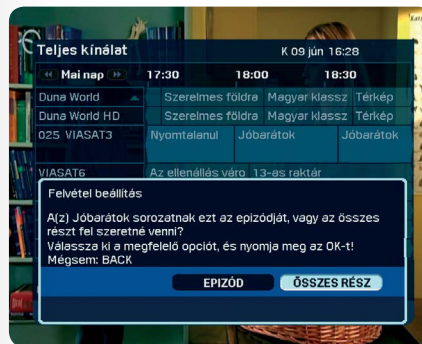 Teljes kínálat K 09 jún 16:28
Mai nap 17:30 18:00 18:30
Duna World Szerelmes földra Magyar klassz Térkép
Duna World HD Szerelmes földra Magyar klassz Térkép
025 VIASAT3 Nyomtalanul Jóbarátok Jóbarátok
VIASAT6 Az ellenállás váro 13-as raktár
Felvétel beállítás
A(z) Jóbarátok sorozatnak ezt az epizódját, vagy az összes
részt fel szeretné venni?
Válassza ki a megfelelő opciót, és nyomja meg az OK-t!
Mégsem: BACK
EPIZÓD ÖSSZES RÉSZ